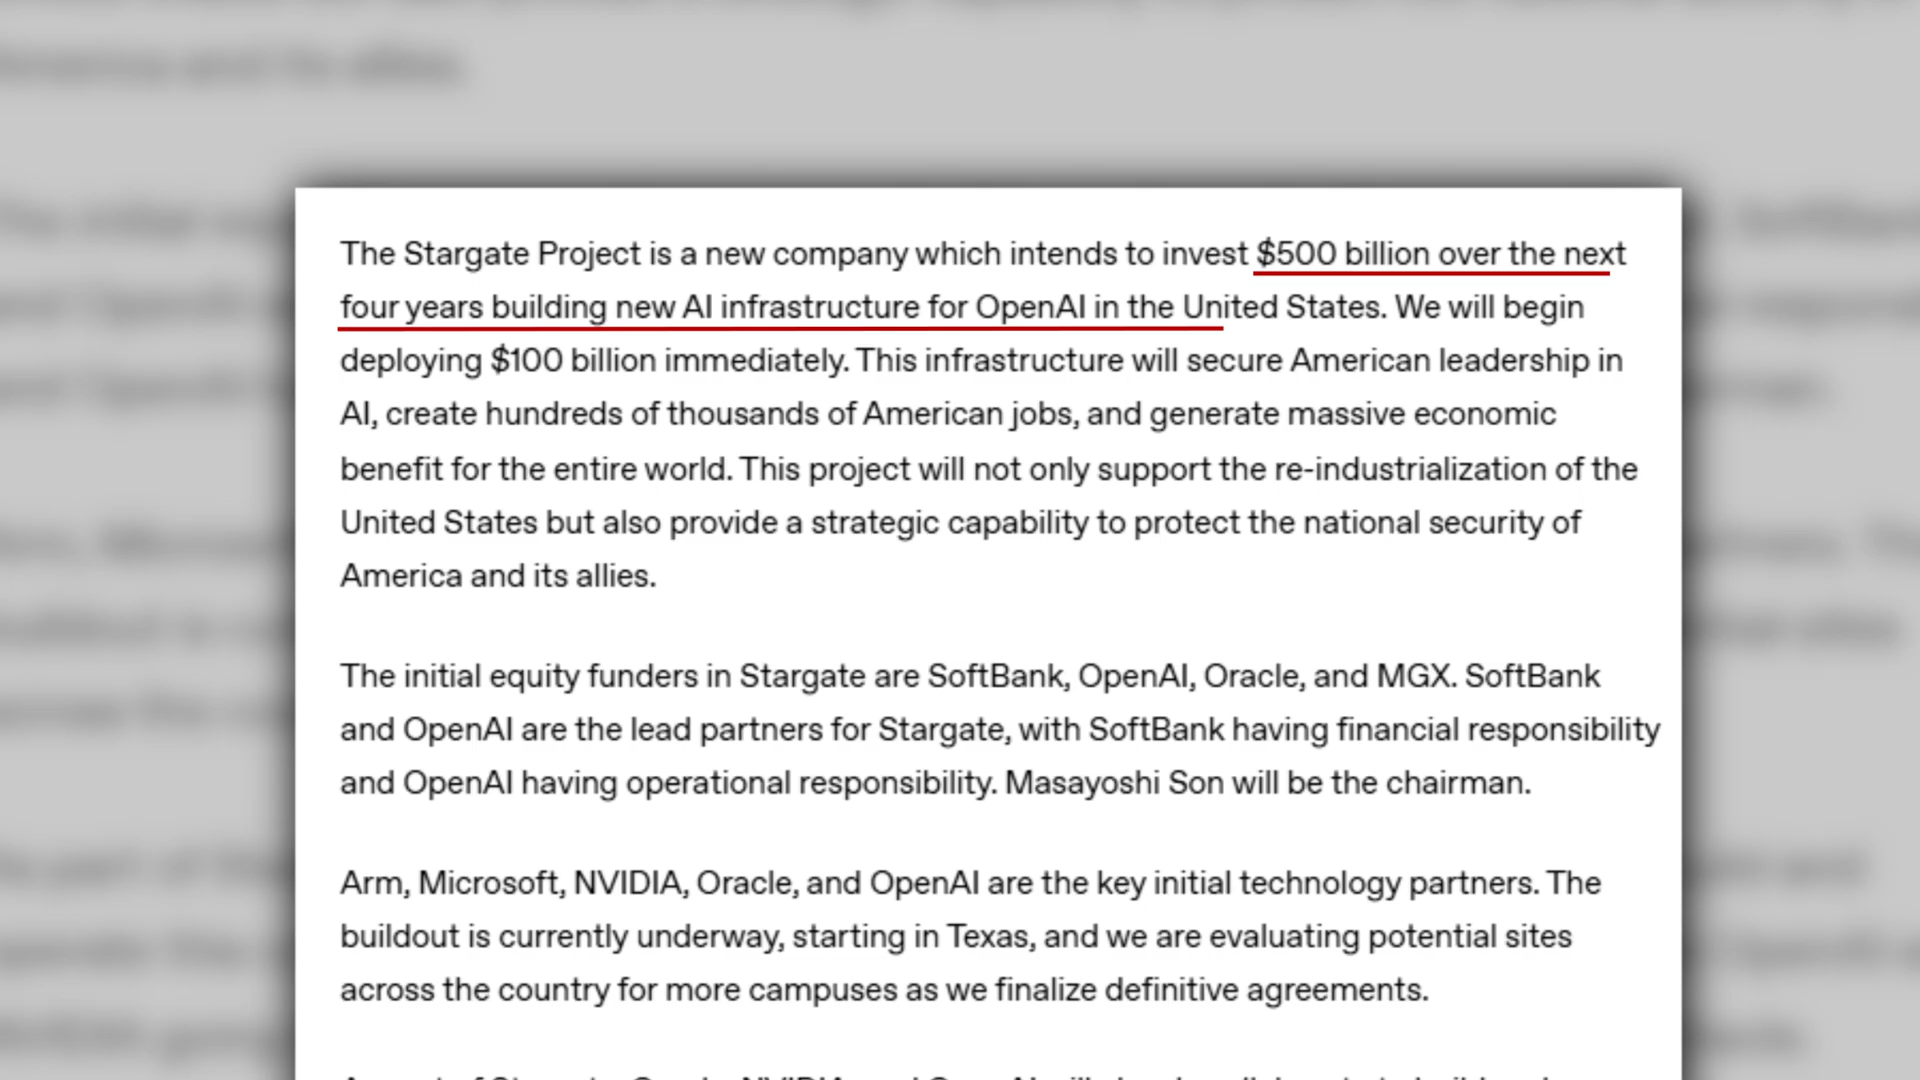 The Stargate Project is a new company which intends to invest $500 billion over the next
four years building new AI infrastructure for OpenAI in the United States. We will begin
deploying $100 billion immediately. This infrastructure will secure American leadership in
AI, create hundreds of thousands of American jobs, and generate massive economic
benefit for the entire world. This project will not only support the re-industrialization of the
United States but also provide a strategic capability to protect the national security of
America and its allies.
The initial equity funders in Stargate are SoftBank, OpenAI, Oracle, and MGX. SoftBank
and OpenAI are the lead partners for Stargate, with SoftBank having financial responsibility
and OpenAI having operational responsibility. Masayoshi Son will be the chairman.
Arm, Microsoft, NVIDIA, Oracle, and OpenAI are the key initial technology partners. The
buildout is currently underway, starting in Texas, and we are evaluating potential sites
across the country for more campuses as we finalize definitive agreements.